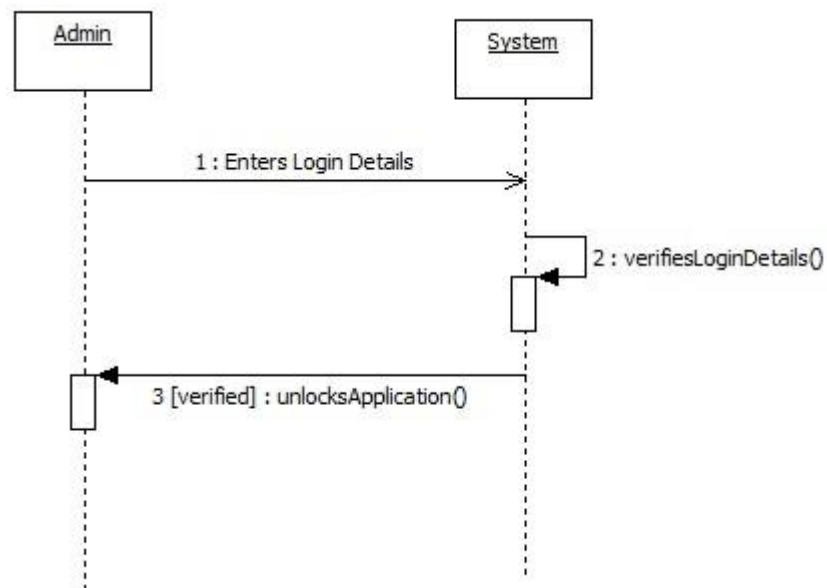 Admin
System
1 : Enters Login Details
2 : verifiesLoginDetails()
3 [verified] : unlocksApplication()